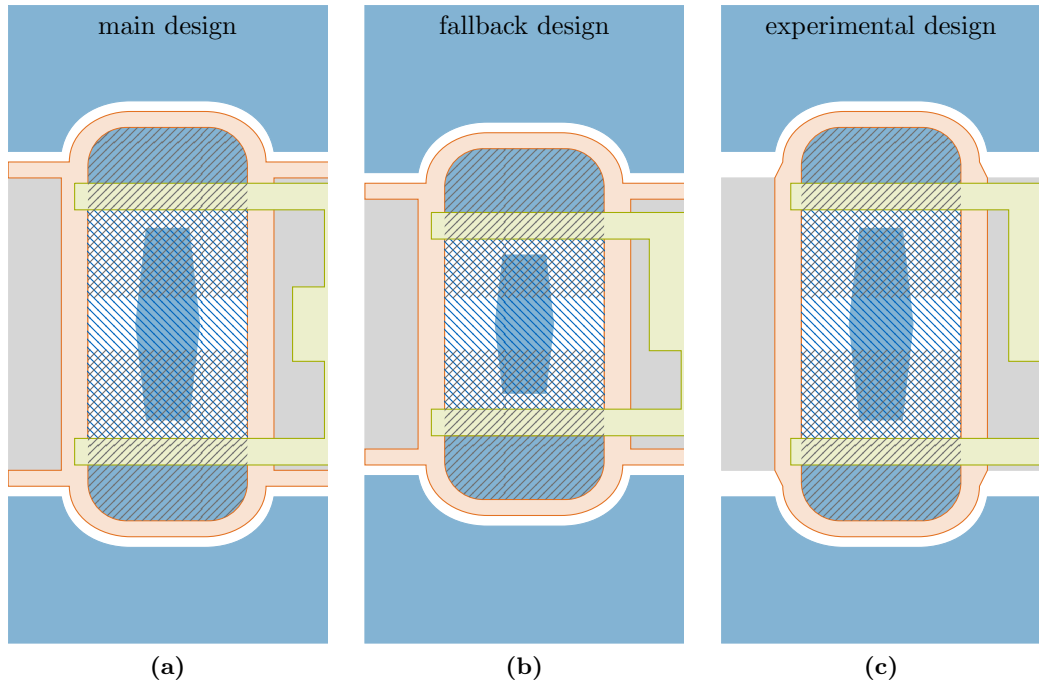 main design
fallback design
experimental design
(a)
(b)
(c)